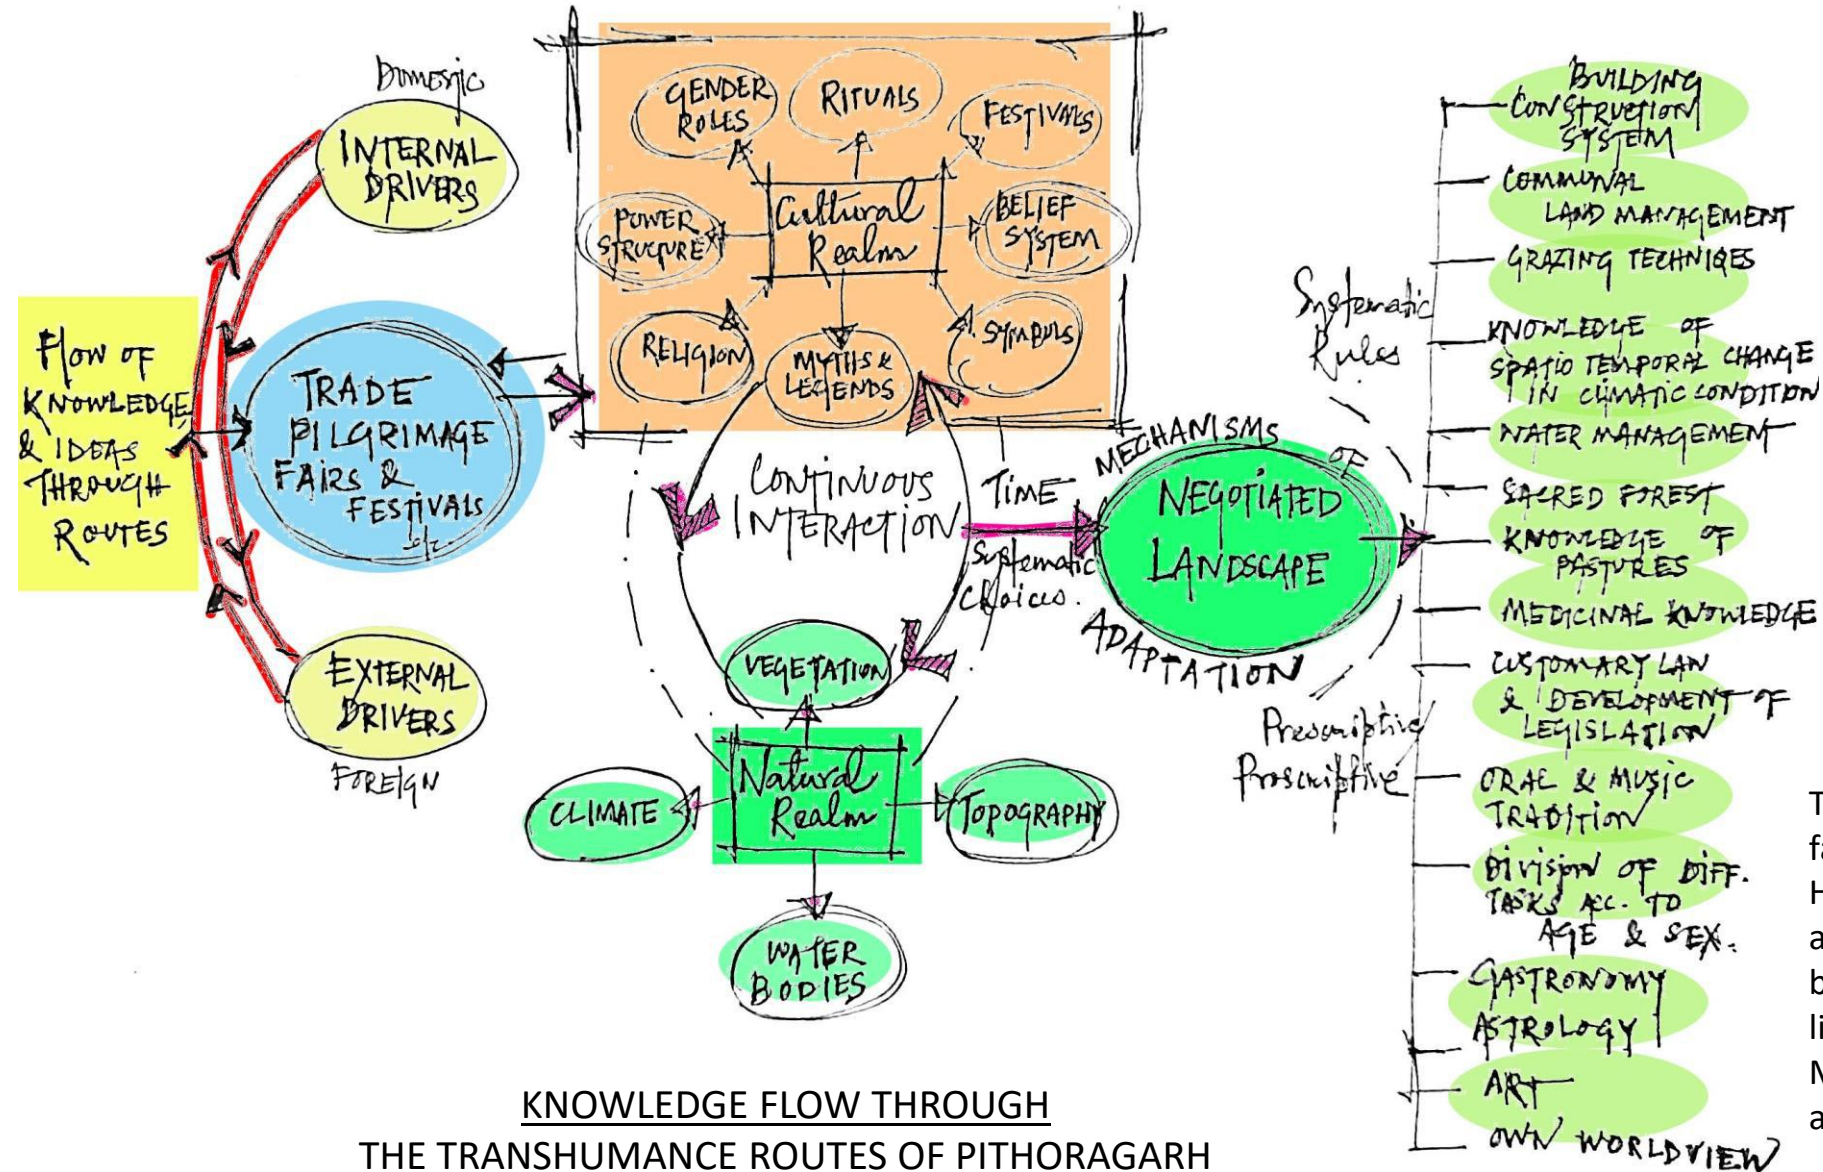 Domestic
INTERNAL
DRIVERS
FLOW OF
KNOWLEDGE
& IDEAS
THROUGH
ROUTES
TRADE
PILGRIMAGE
FAIRS &
FESTIVALS
etc
EXTERNAL
DRIVERS
FOREIGN
GENDER
ROLES
RITUALS
FESTIVALS
POWER
STRUCTURE
Cultural
Realm
BELIEF
SYSTEM
RELIGION
MYTHS &
LEGENDS
SYMBOLS
CONTINUOUS
INTERACTION
TIME
Systematic
Choices.
VEGETATION
Natural
Realm
CLIMATE
TOPOGRAPHY
WATER
BODIES
MECHANISMS OF
NEGOTIATED
LANDSCAPE
ADAPTATION
Systematic
Rules
Prescriptive
Proscriptive
BUILDING
CONSTRUCTION
SYSTEM
COMMUNAL
LAND MANAGEMENT
GRAZING TECHNIQES
KNOWLEDGE OF
SPATIO TEMPORAL CHANGE
IN CLIMATIC CONDITION
WATER MANAGEMENT
SACRED FOREST
KNOWLEDGE OF
PASTURES
MEDICINAL KNOWLEDGE
CUSTOMARY LAW
& DEVELOPMENT OF
LEGISLATION
ORAL & MUSIC
TRADITION
DIVISION OF DIFF.
TASKS ACC. TO
AGE & SEX.
GASTRONOMY
ASTROLOGY
ART
OWN WORLDVIEW
KNOWLEDGE FLOW THROUGH
THE TRANSHUMANCE ROUTES OF PITHORAGARH